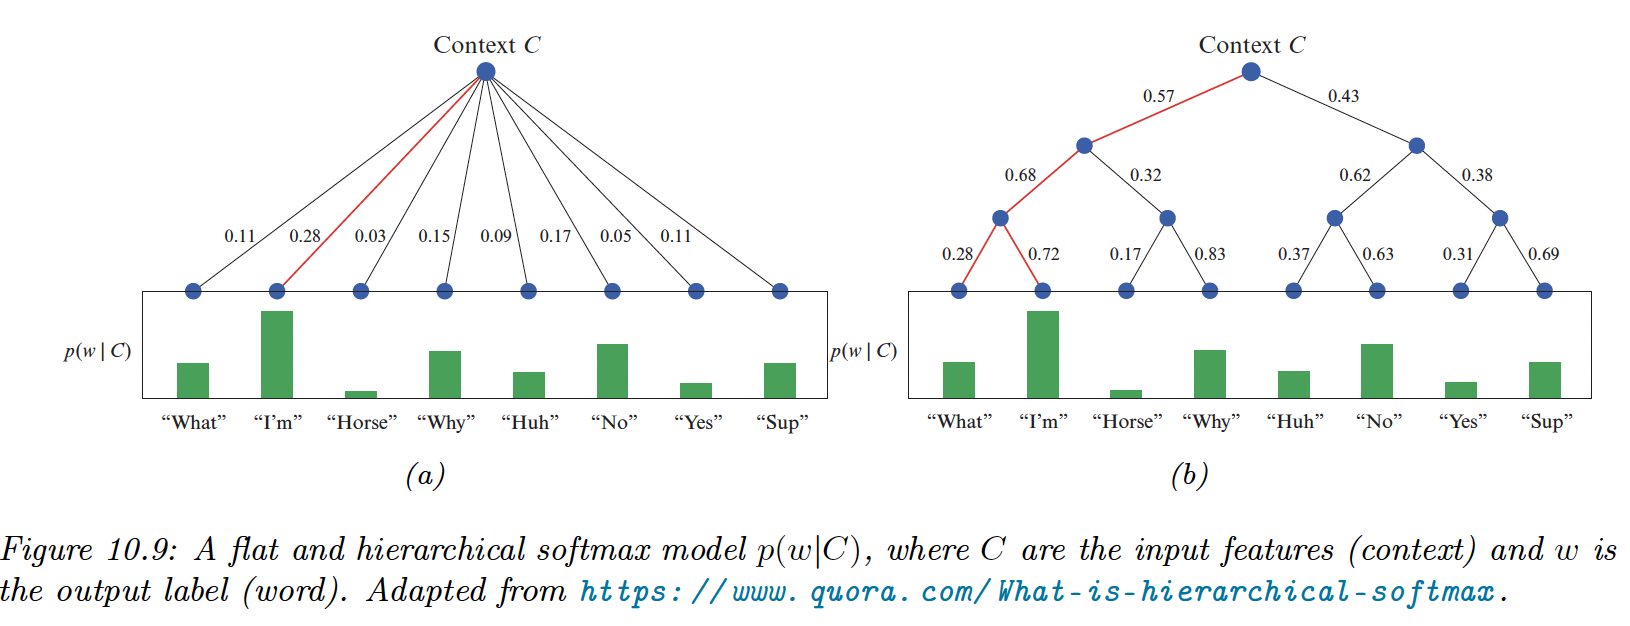 Context C
Context C
0.57 0.43
0.68 0.32 0.62 0.38
0.11 0.28 0.03 0.15 0.09 0.17 0.05 0.11
0.28 0.72 0.17 0.83 0.37 0.63 0.31 0.69
p(w | C)
p(w | C)
“What” “I’m” “Horse” “Why” “Huh” “No” “Yes” “Sup”
“What” “I’m” “Horse” “Why” “Huh” “No” “Yes” “Sup”
(a)
(b)
Figure 10.9: A flat and hierarchical softmax model p(w|C), where C are the input features (context) and w is
the output label (word). Adapted from https://www.quora.com/What-is-hierarchical-softmax.